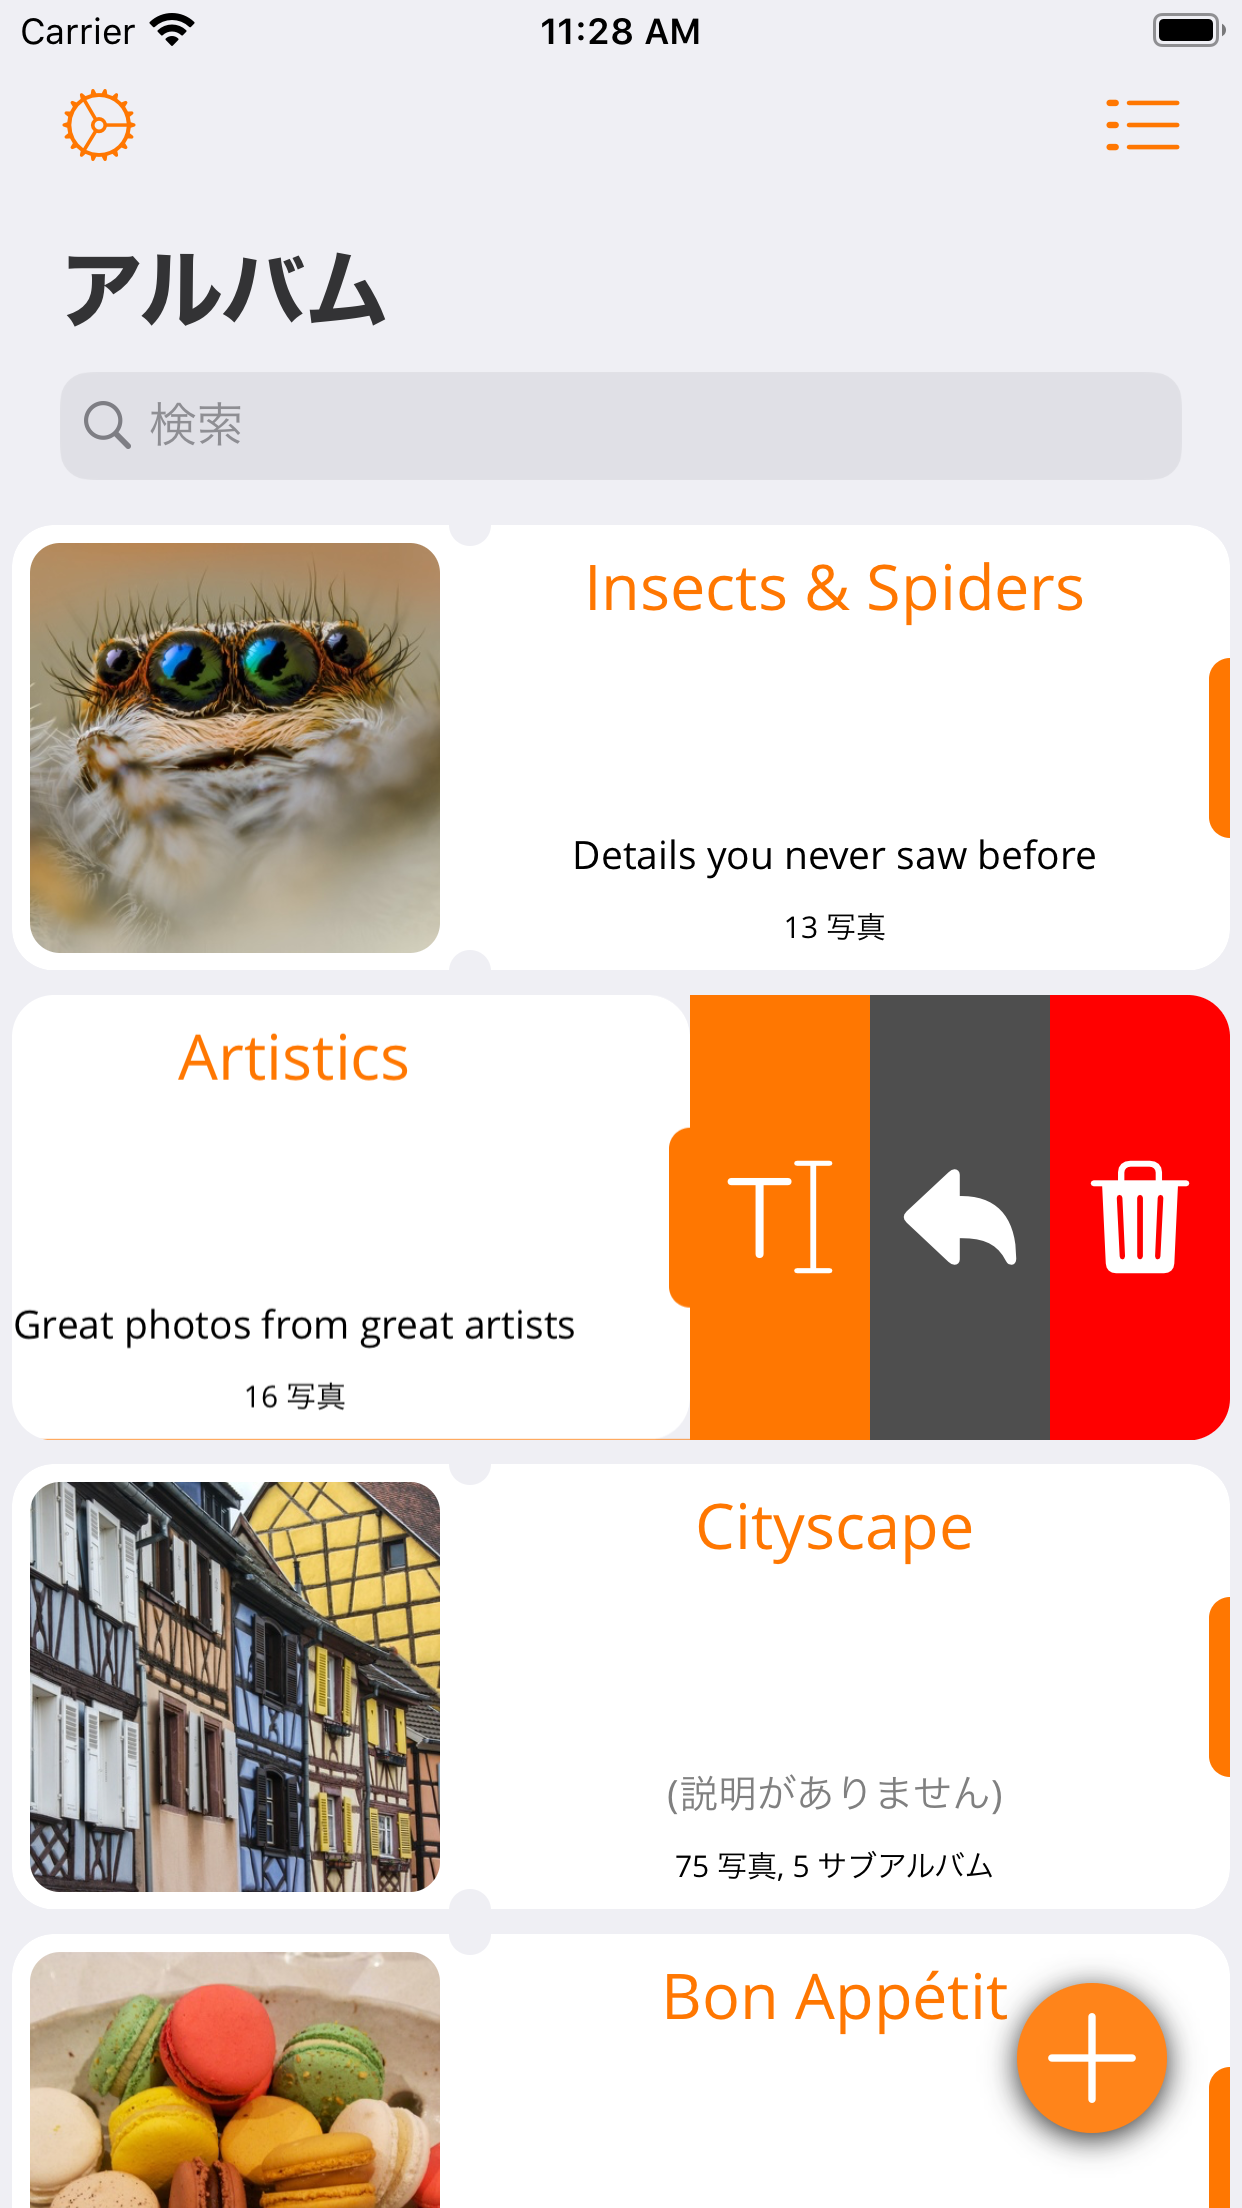 Carrier 11:28 AM
アルバム
検索
Insects & Spiders
Details you never saw before
13 写真
Artistics
Great photos from great artists
16 写真
Cityscape
(説明がありません)
75 写真, 5 サブアルバム
Bon Appétit